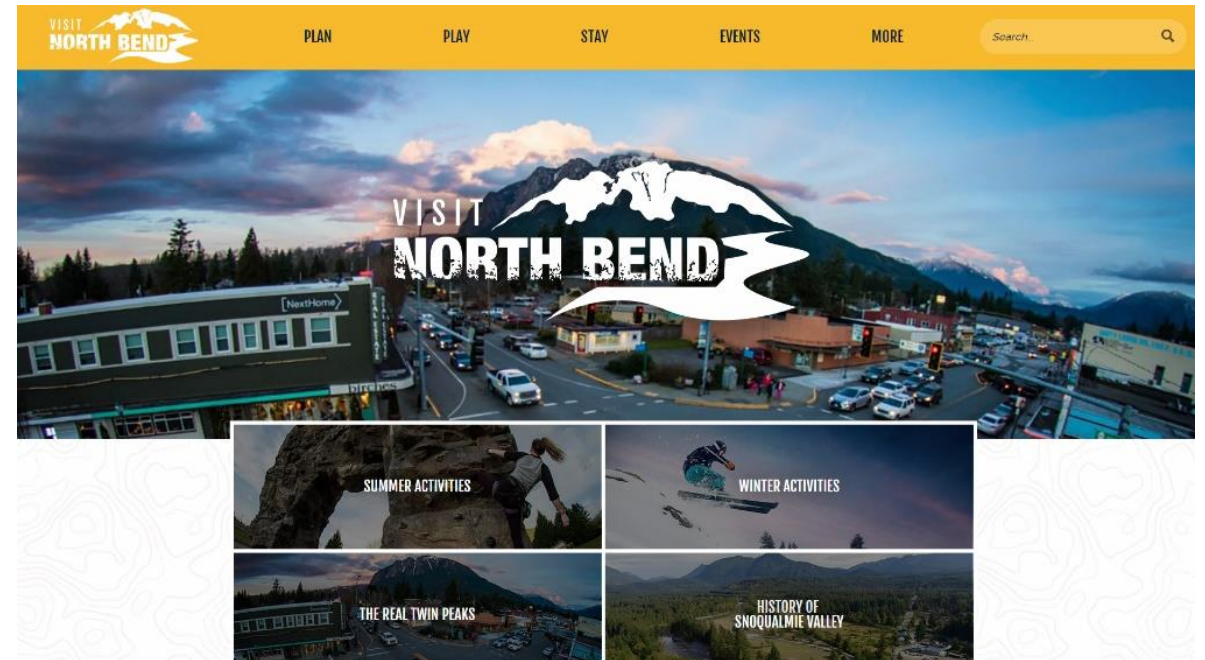 VISIT
NORTH BEND
PLAN
PLAY
STAY
EVENTS
MORE
Search..
VISIT
NORTH BEND
[NextHome]
birches
SUMMER ACTIVITIES
WINTER ACTIVITIES
THE REAL TWIN PEAKS
HISTORY OF
SNOQUALMIE VALLEY